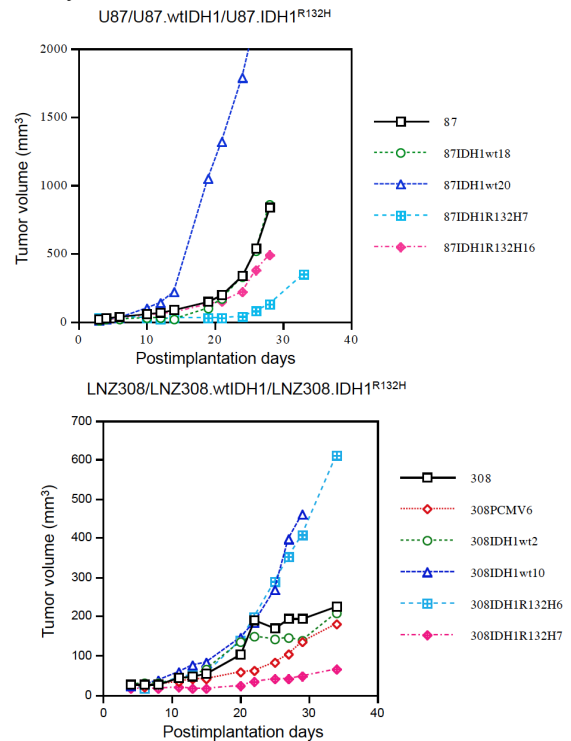 U87/U87.wtIDH1/U87.IDH1R132H
2000
1500
1000
500
0
0
10
20
30
40
Tumor volume (mm3)
Postimplantation days
87
87IDH1wt18
87IDH1wt20
87IDH1R132H7
87IDH1R132H16
LNZ308/LNZ308.wtIDH1/LNZ308.IDH1R132H
700
600
500
400
300
200
100
0
0
10
20
30
40
Tumor volume (mm3)
Postimplantation days
308
308PCMV6
308IDH1wt2
308IDH1wt10
308IDH1R132H6
308IDH1R132H7